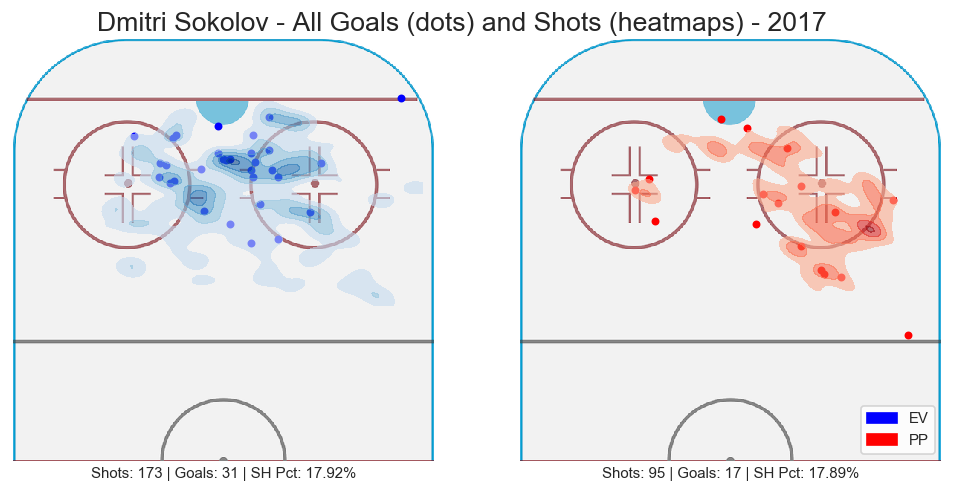 Dmitri Sokolov - All Goals (dots) and Shots (heatmaps) - 2017
EV
PP
Shots: 173 | Goals: 31 | SH Pct: 17.92%
Shots: 95 | Goals: 17 | SH Pct: 17.89%